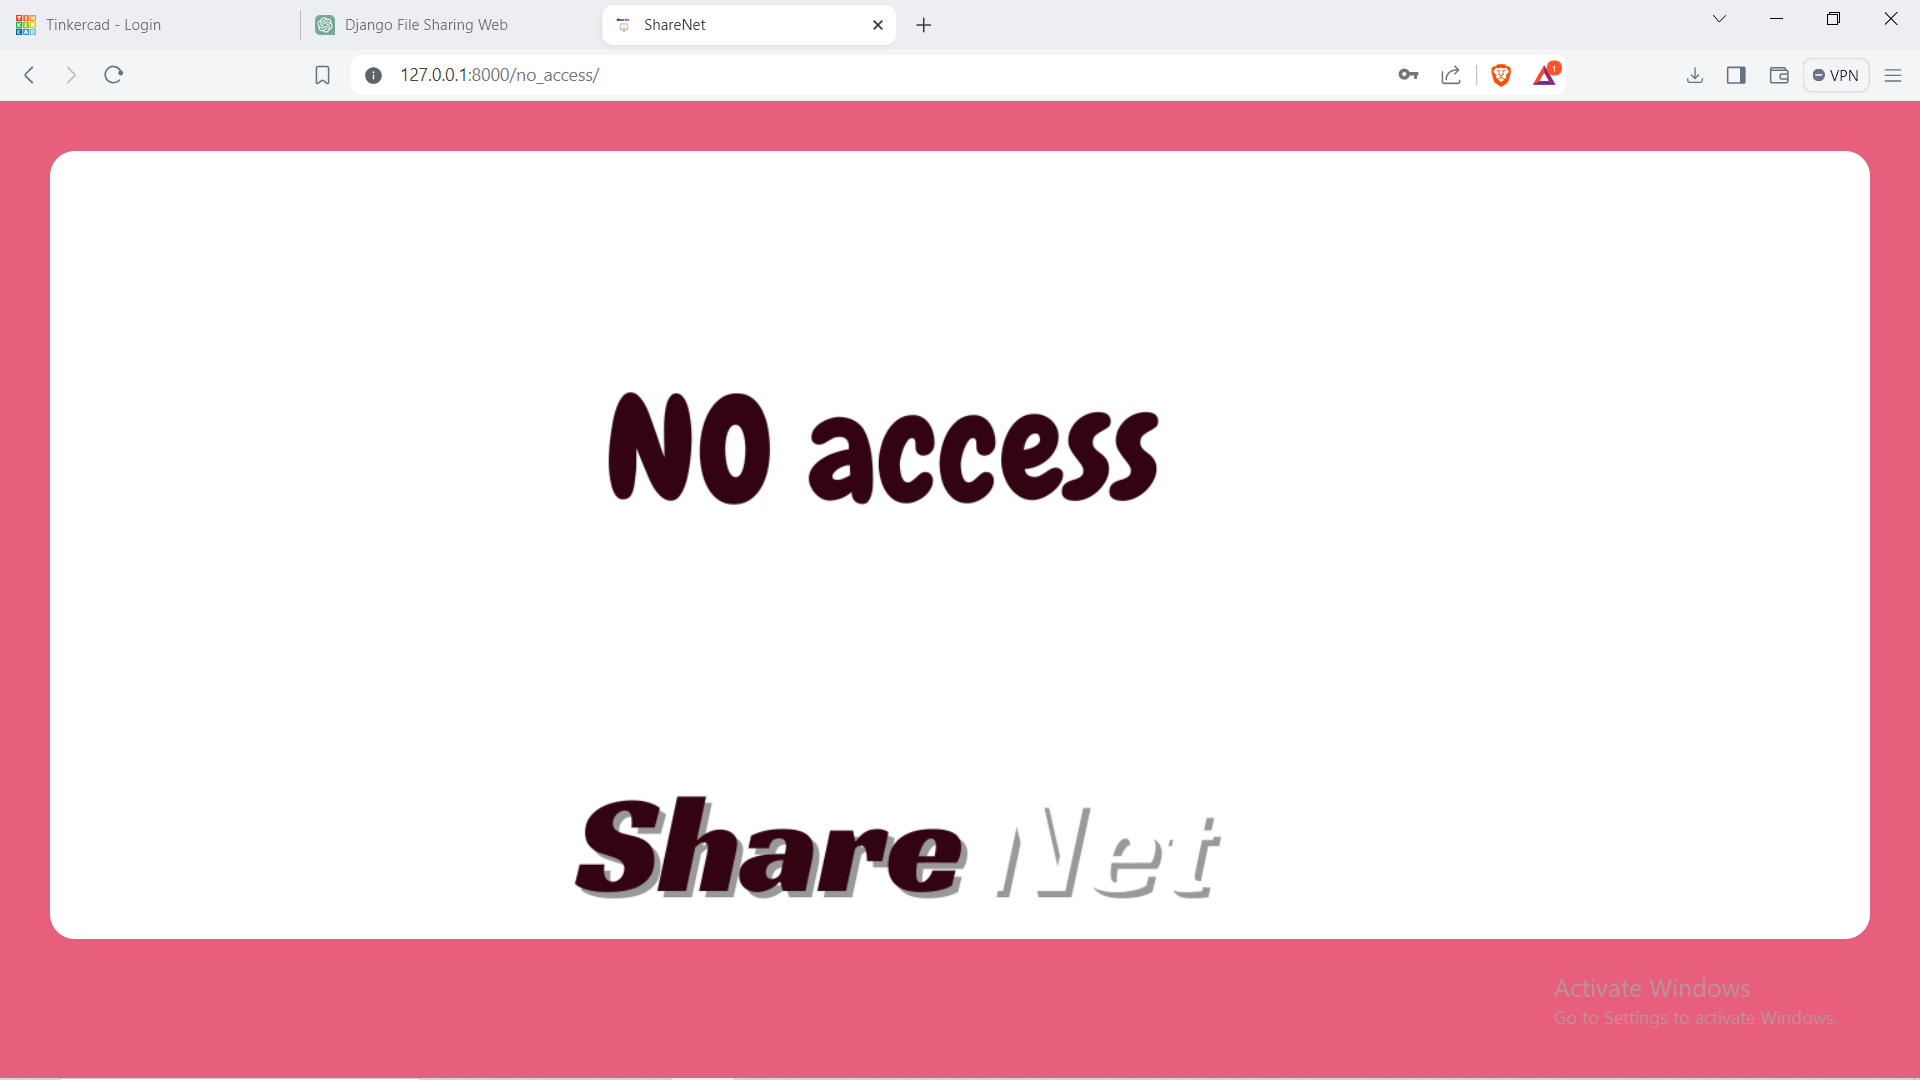 Tinkercad - Login
Django File Sharing Web
ShareNet
127.0.0.1:8000/no_access/
1
VPN
NO access
Share Net
Activate Windows
Go to Settings to activate Windows.